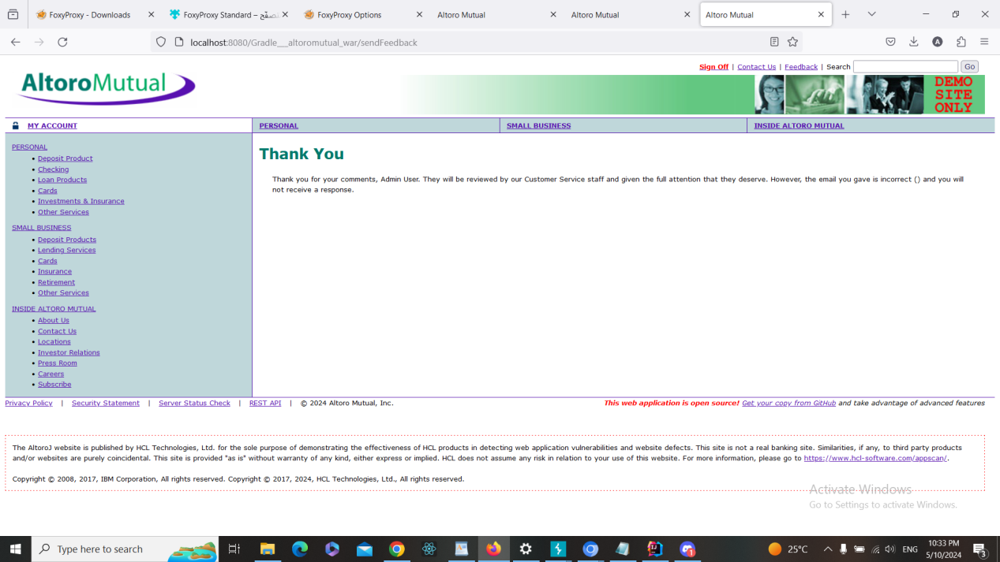 FoxyProxy - Downloads
FoxyProxy Standard –
FoxyProxy Options
Altoro Mutual
Altoro Mutual
Altoro Mutual
localhost:8080/Gradle___altoromutual_war/sendFeedback
A
Sign Off | Contact Us | Feedback | Search
Go
AltoroMutual
DEMO
SITE
ONLY
MY ACCOUNT
PERSONAL
SMALL BUSINESS
INSIDE ALTORO MUTUAL
PERSONAL
• Deposit Product
• Checking
• Loan Products
• Cards
• Investments & Insurance
• Other Services
SMALL BUSINESS
• Deposit Products
• Lending Services
• Cards
• Insurance
• Retirement
• Other Services
INSIDE ALTORO MUTUAL
• About Us
• Contact Us
• Locations
• Investor Relations
• Press Room
• Careers
• Subscribe
Thank You
Thank you for your comments, Admin User. They will be reviewed by our Customer Service staff and given the full attention that they deserve. However, the email you gave is incorrect () and you will
not receive a response.
Privacy Policy | Security Statement | Server Status Check | REST API | © 2024 Altoro Mutual, Inc.
This web application is open source! Get your copy from GitHub and take advantage of advanced features
The AltoroJ website is published by HCL Technologies, Ltd. for the sole purpose of demonstrating the effectiveness of HCL products in detecting web application vulnerabilities and website defects. This site is not a real banking site. Similarities, if any, to third party products
and/or websites are purely coincidental. This site is provided "as is" without warranty of any kind, either express or implied. HCL does not assume any risk in relation to your use of this website. For more information, please go to https://www.hcl-software.com/appscan/.
Copyright © 2008, 2017, IBM Corporation, All rights reserved. Copyright © 2017, 2024, HCL Technologies, Ltd., All rights reserved.
Activate Windows
Go to Settings to activate Windows.
Type here to search
25°C
ENG
10:33 PM
5/10/2024
3